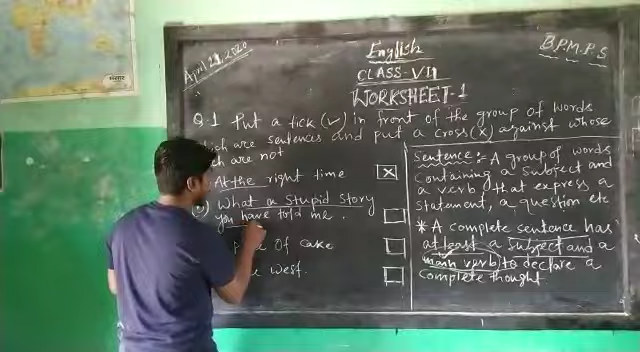 April 21, 2020
English
B.P.M.P.S
CLASS-VII
WORKSHEET-1
Q.1 Put a tick (✓) in front of the group of words
which are sentences and put a cross(X) against whose
which are not
At the right time
X
What a stupid story
you have told me.
Of cake
West.
Sentence:- A group of words
Containing a Subject and
a verb that express a
statement, a question etc
* A complete sentence has
at least a subject and a
main verb to declare a
Complete thought